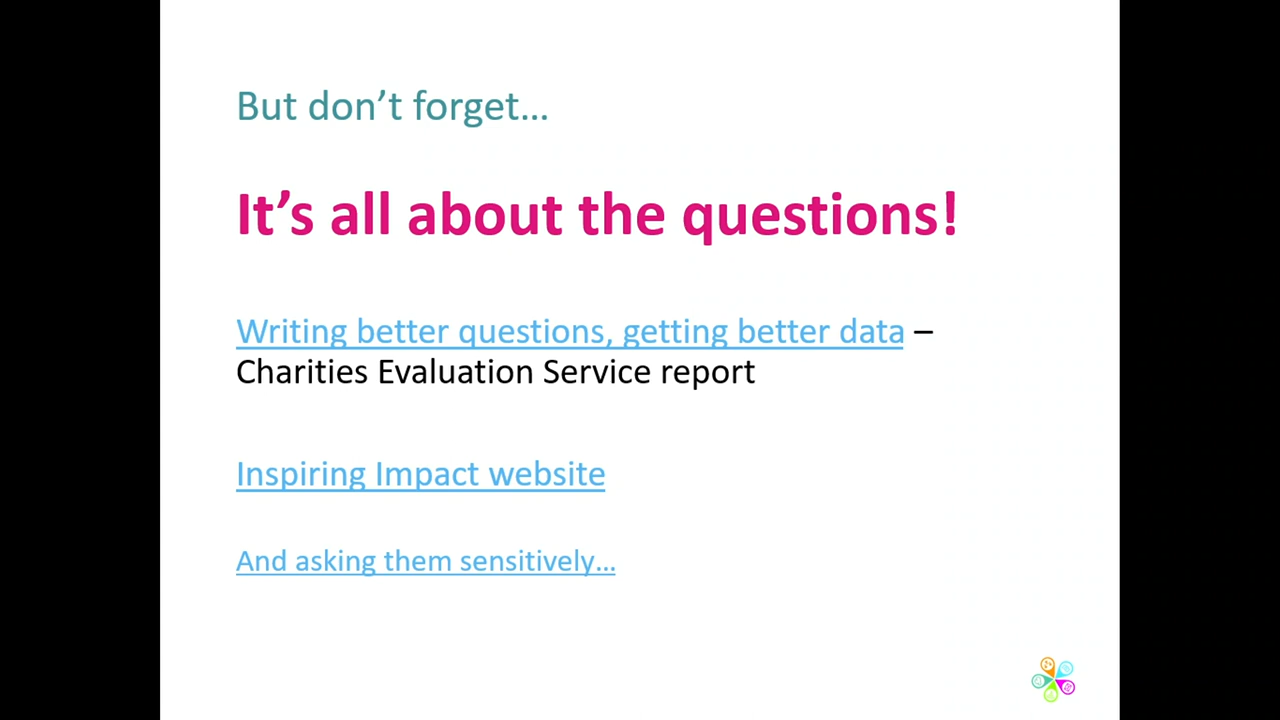 But don’t forget…
It’s all about the questions!
Writing better questions, getting better data –
Charities Evaluation Service report
Inspiring Impact website
And asking them sensitively…